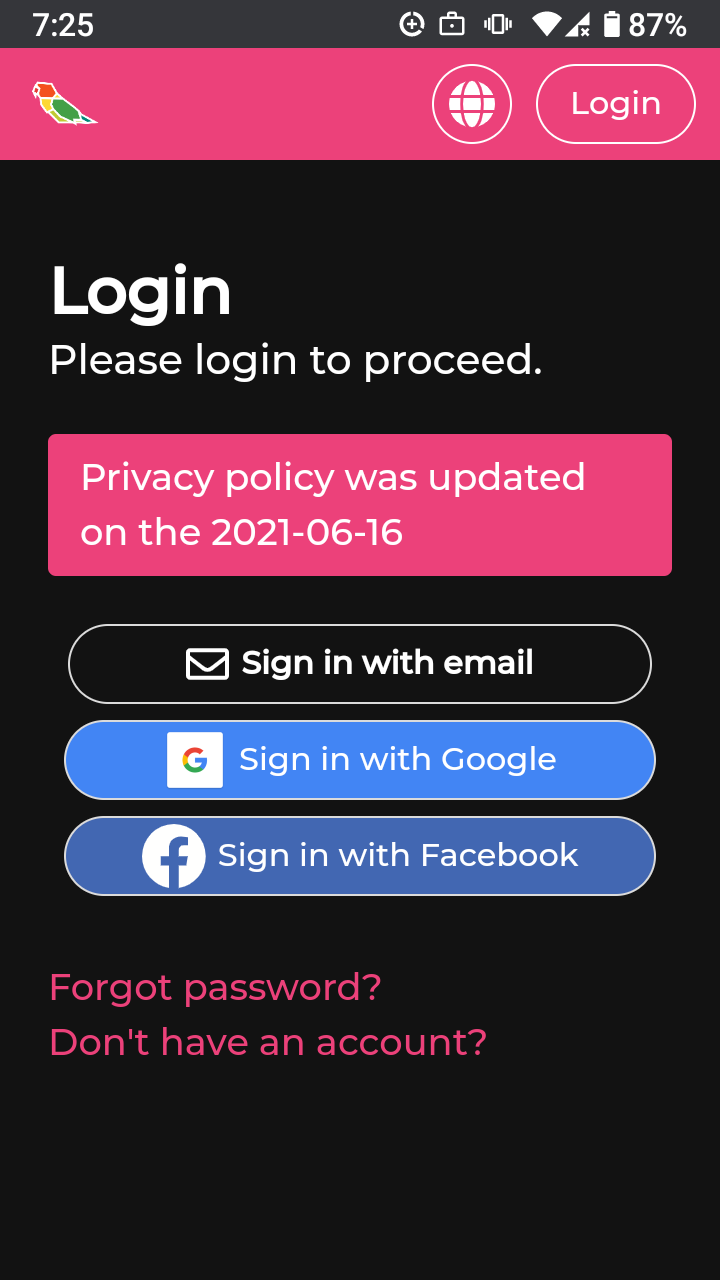 7:25
87%
Login
Login
Please login to proceed.
Privacy policy was updated
on the 2021-06-16
Sign in with email
Sign in with Google
Sign in with Facebook
Forgot password?
Don't have an account?